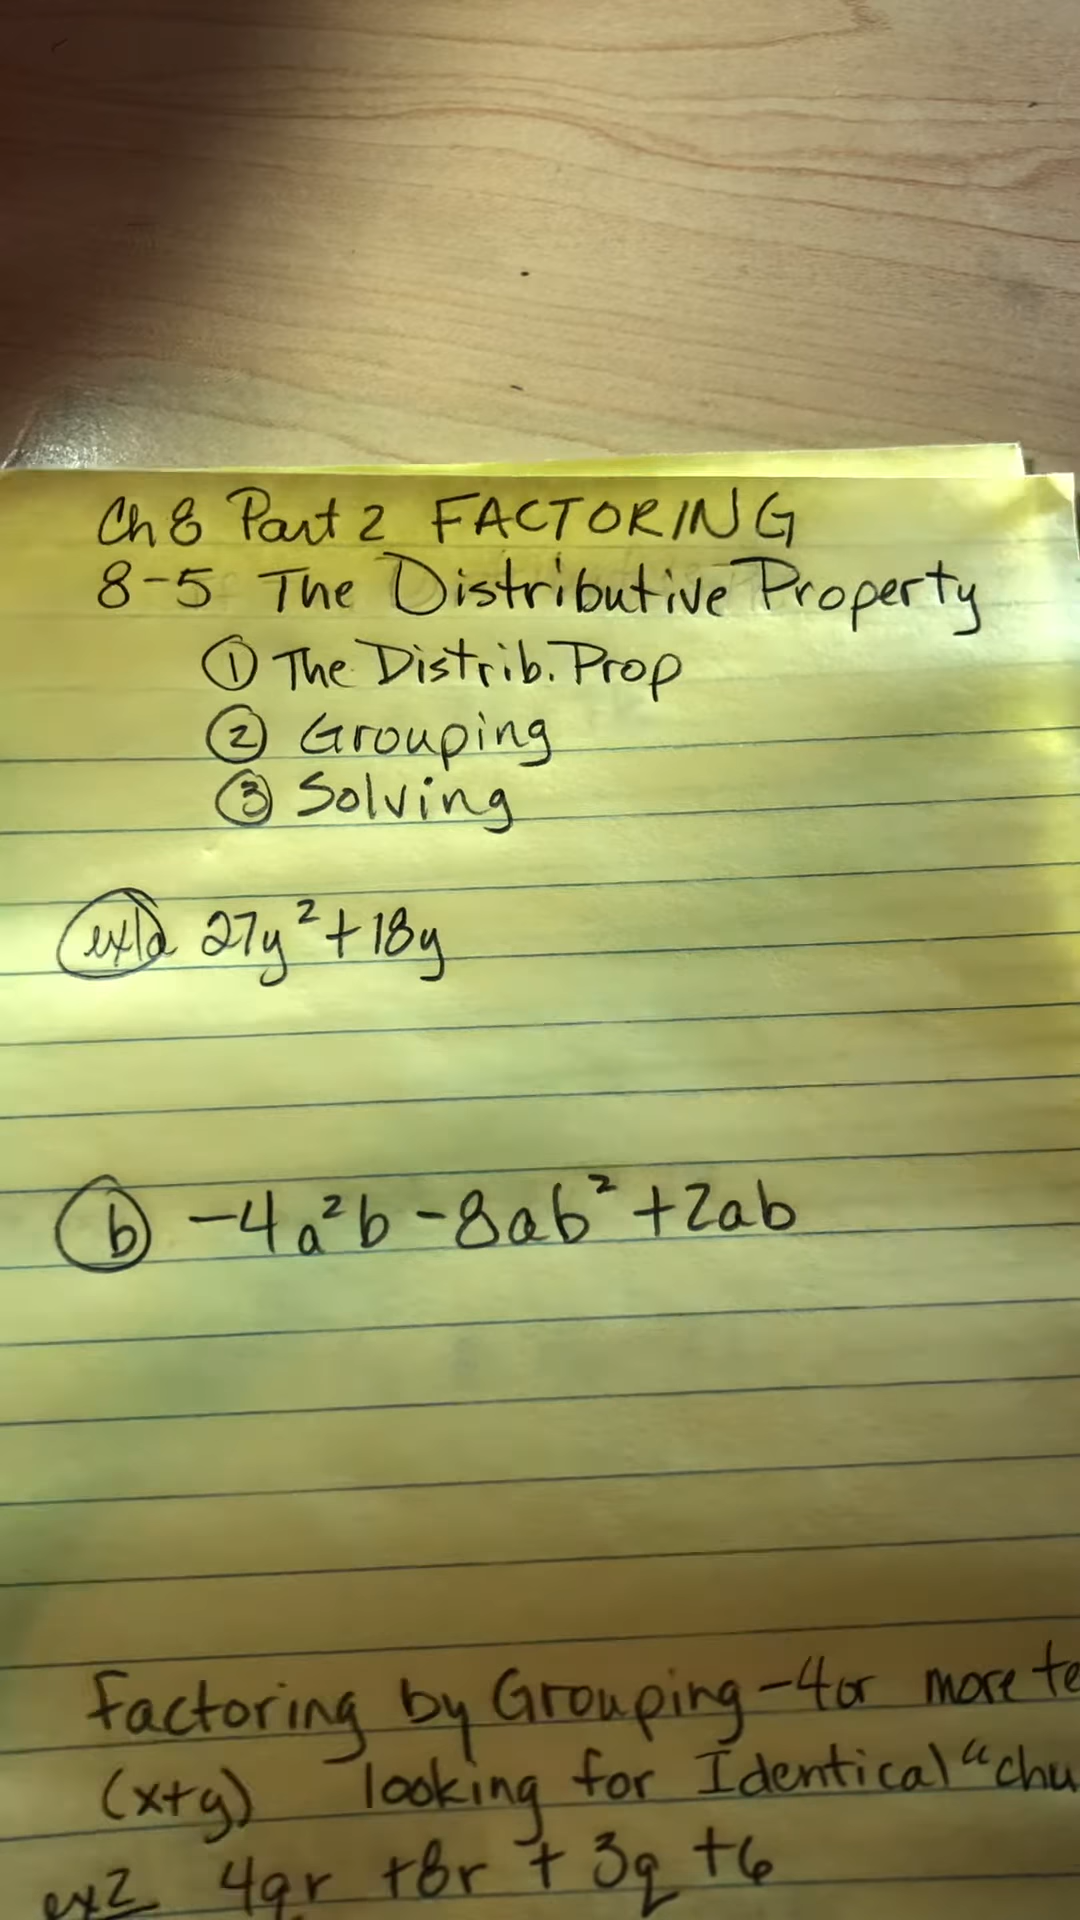 Ch 8 Part 2 FACTORING
8-5 The Distributive Property
① The Distrib. Prop
② Grouping
③ Solving
ex1a 27y² + 18y
b -4a²b - 8ab² + 2ab
Factoring by Grouping - 4 or more
(x+y) looking for Identical "
ex2 4qr + 8r + 3q + 6